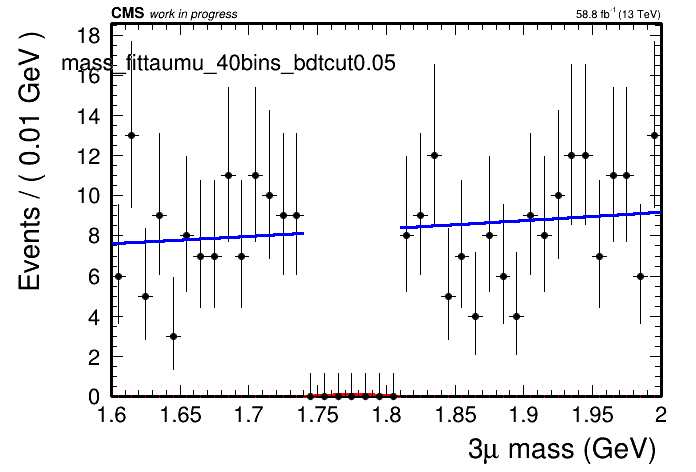 CMS work in progress 58.8 fb⁻¹ (13 TeV)
mass_fittaumu_40bins_bdtcut0.05
Events / ( 0.01 GeV )
18
16
14
12
10
8
6
4
2
0
1.6 1.65 1.7 1.75 1.8 1.85 1.9 1.95 2
3μ mass (GeV)